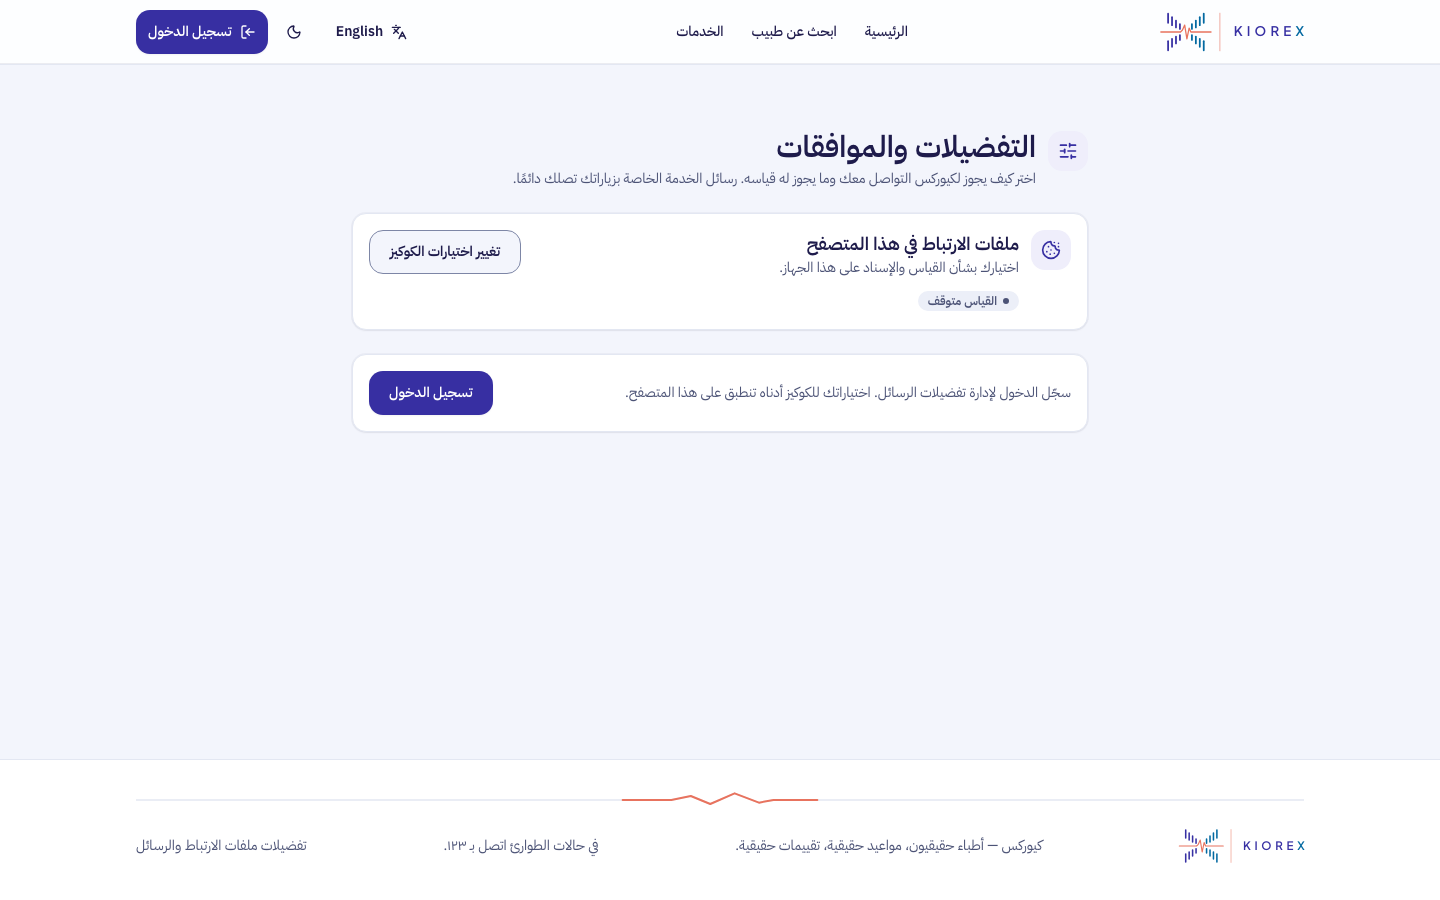 KIOREX
الرئيسية
ابحث عن طبيب
الخدمات
English
تسجيل الدخول
التفضيلات والموافقات
اختر كيف يجوز لكيوركس التواصل معك وما يجوز له قياسه. رسائل الخدمة الخاصة بزياراتك تصلك دائمًا.
ملفات الارتباط في هذا المتصفح
اختيارك بشأن القياس والإسناد على هذا الجهاز.
القياس متوقف
تغيير اختيارات الكوكيز
سجّل الدخول لإدارة تفضيلات الرسائل. اختياراتك للكوكيز أدناه تنطبق على هذا المتصفح.
تسجيل الدخول
KIOREX
كيوركس — أطباء حقيقيون، مواعيد حقيقية، تقييمات حقيقية.
في حالات الطوارئ اتصل بـ ١٢٣.
تفضيلات ملفات الارتباط والرسائل